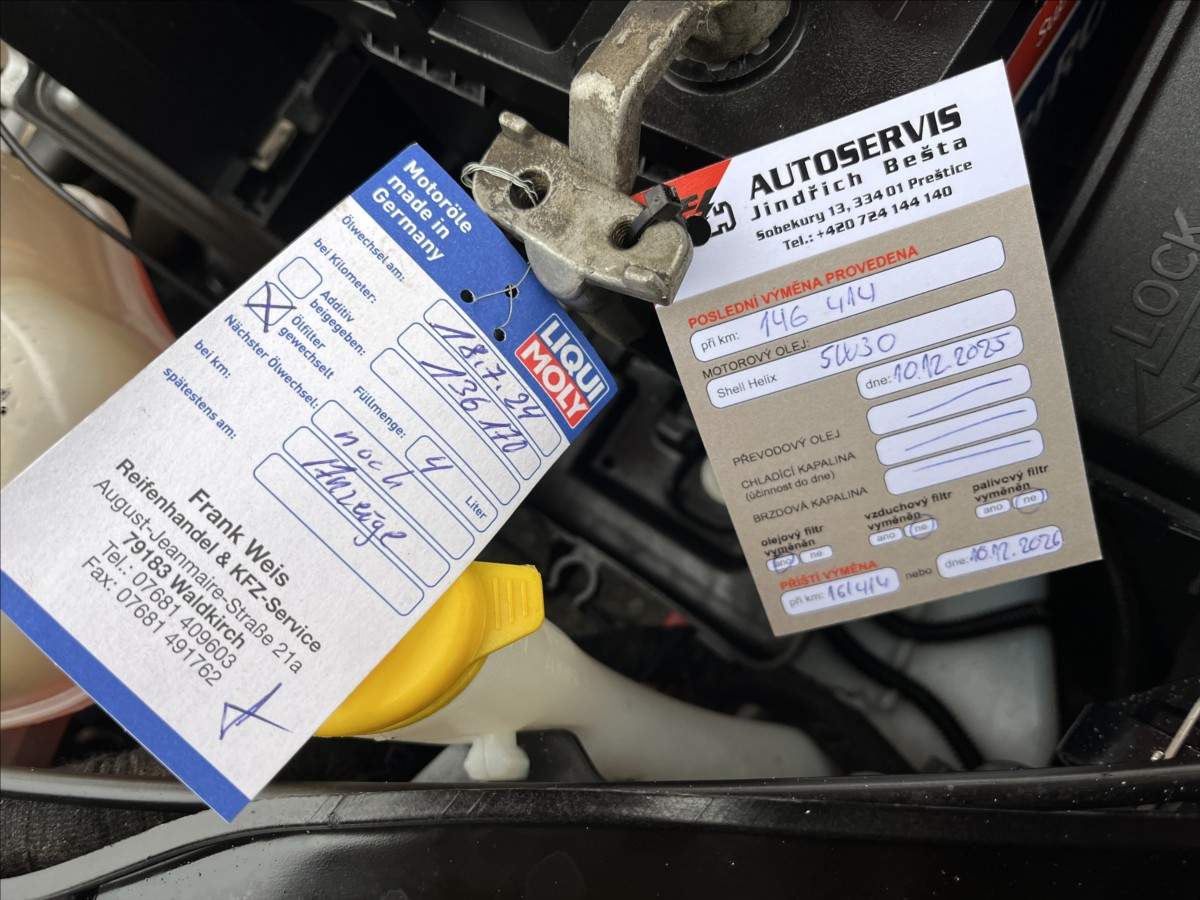 Motoröle
made in
Germany
LIQUI
MOLY
Ölwechsel am: 18.7.24
bei Kilometer: 136 170
Additiv
beigegeben:
Ölfilter
gewechselt
Füllmenge: 4 Liter
Nächster Ölwechsel:
bei km: noch
spätestens am: Anzeige
Frank Weis
Reifenhandel & KFZ-Service
August-Jeanmaire-Straße 21a
79183 Waldkirch
Tel.: 07681 409603
Fax: 07681 491762
AUTOSERVIS
Jindřich Bešta
Sobekury 13, 334 01 Přeštice
Tel.: +420 724 144 140
POSLEDNÍ VÝMĚNA PROVEDENA
při km: 146 414
MOTOROVÝ OLEJ:
Shell Helix 5W30
dne: 10.12.2025
PŘEVODOVÝ OLEJ
CHLADÍCÍ KAPALINA
(účinnost do dne)
BRZDOVÁ KAPALINA
olejový filtr
vyměněn
ano ne
vzduchový filtr
vyměněn
ano ne
palivový filtr
vyměněn
ano ne
PŘÍŠTÍ VÝMĚNA
při km: 161414 nebo dne: 10.12.2026
LOCK